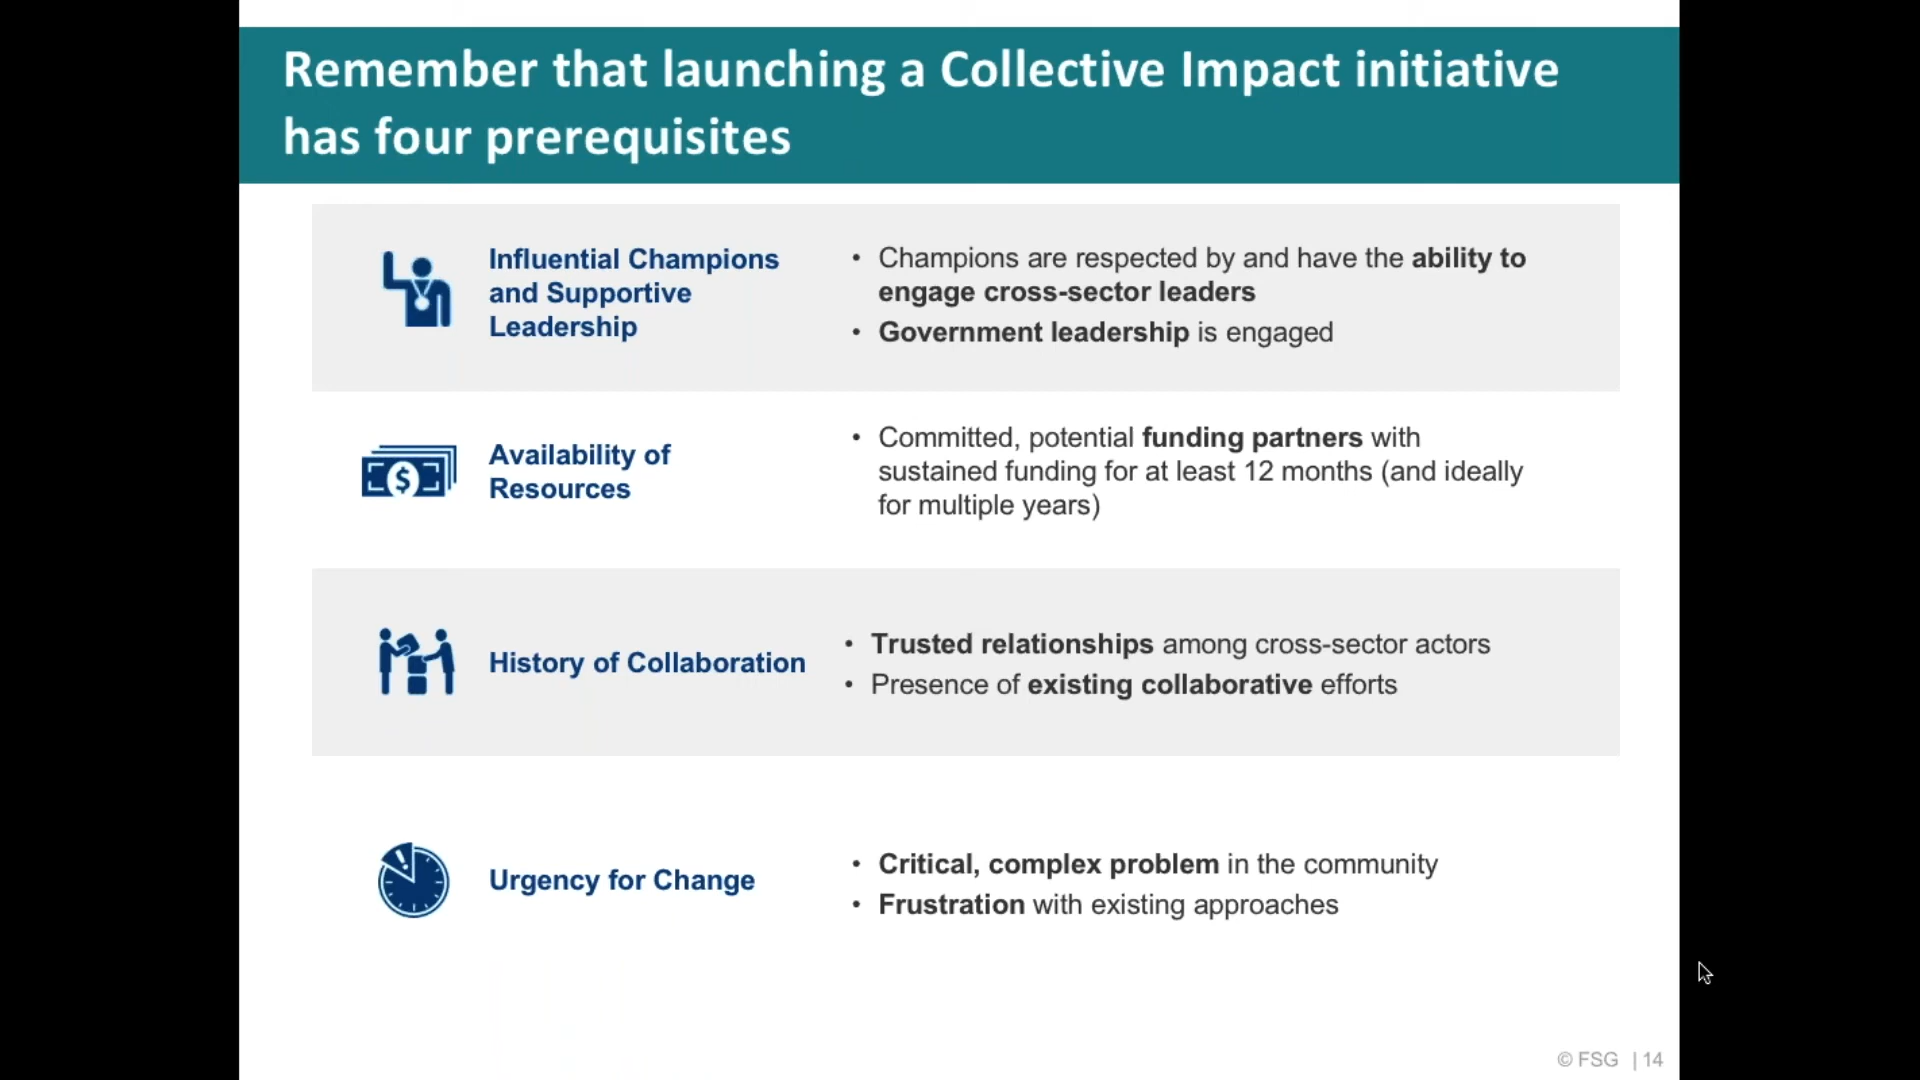 Remember that launching a Collective Impact initiative
has four prerequisites
Influential Champions
and Supportive
Leadership
• Champions are respected by and have the ability to
engage cross-sector leaders
• Government leadership is engaged
Availability of
Resources
• Committed, potential funding partners with
sustained funding for at least 12 months (and ideally
for multiple years)
History of Collaboration
• Trusted relationships among cross-sector actors
• Presence of existing collaborative efforts
Urgency for Change
• Critical, complex problem in the community
• Frustration with existing approaches
© FSG | 14